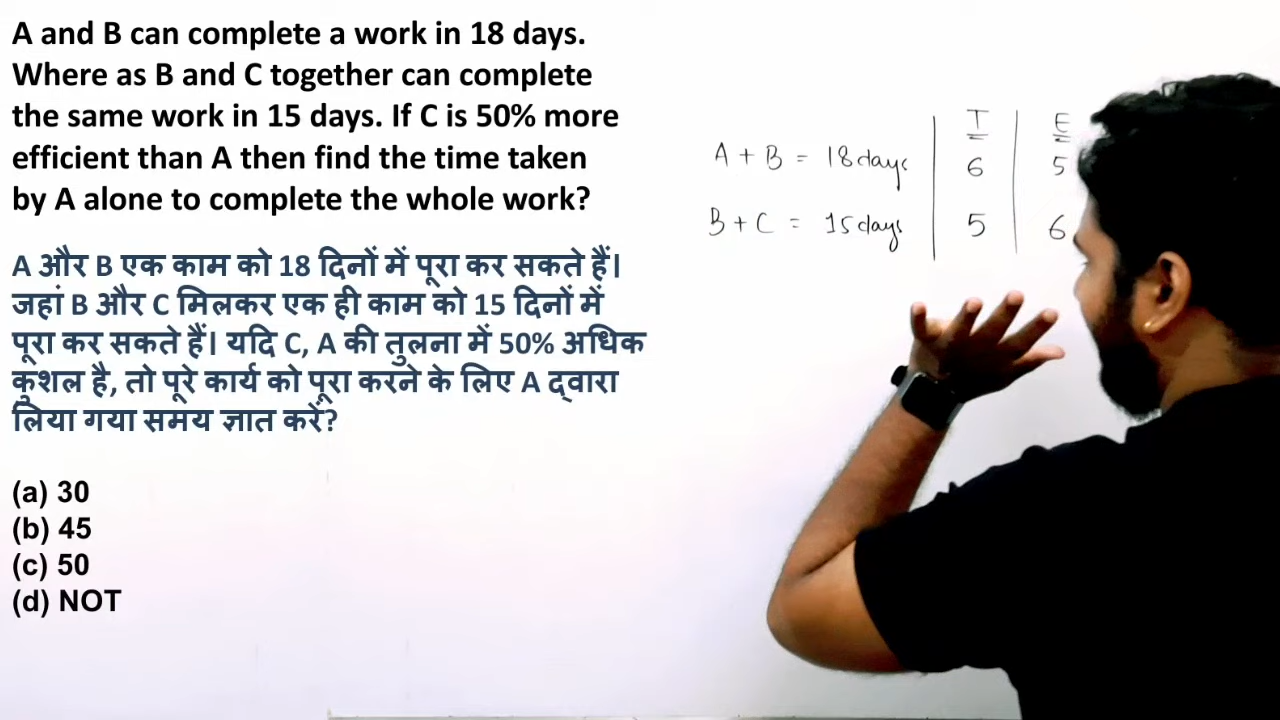 A and B can complete a work in 18 days.
Where as B and C together can complete
the same work in 15 days. If C is 50% more
efficient than A then find the time taken
by A alone to complete the whole work?
A और B एक काम को 18 दिनों में पूरा कर सकते हैं।
जहां B और C मिलकर एक ही काम को 15 दिनों में
पूरा कर सकते हैं। यदि C, A की तुलना में 50% अधिक
कुशल है, तो पूरे कार्य को पूरा करने के लिए A द्वारा
लिया गया समय ज्ञात करें?
(a) 30
(b) 45
(c) 50
(d) NOT
T E
A + B = 18 days 6 5
B + C = 15 days 5 6